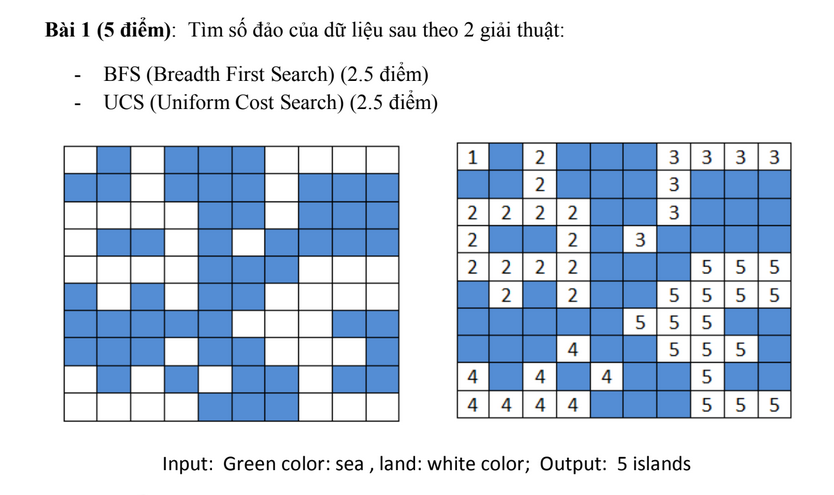 Bài 1 (5 điểm): Tìm số đảo của dữ liệu sau theo 2 giải thuật:
- BFS (Breadth First Search) (2.5 điểm)
- UCS (Uniform Cost Search) (2.5 điểm)
1 2 3 3 3 3
2 3
2 2 2 2 3
2 2 3
2 2 2 2 5 5 5
2 2 5 5 5 5
5 5 5
4 5 5 5
4 4 4 5
4 4 4 4 5 5 5
Input: Green color: sea , land: white color; Output: 5 islands